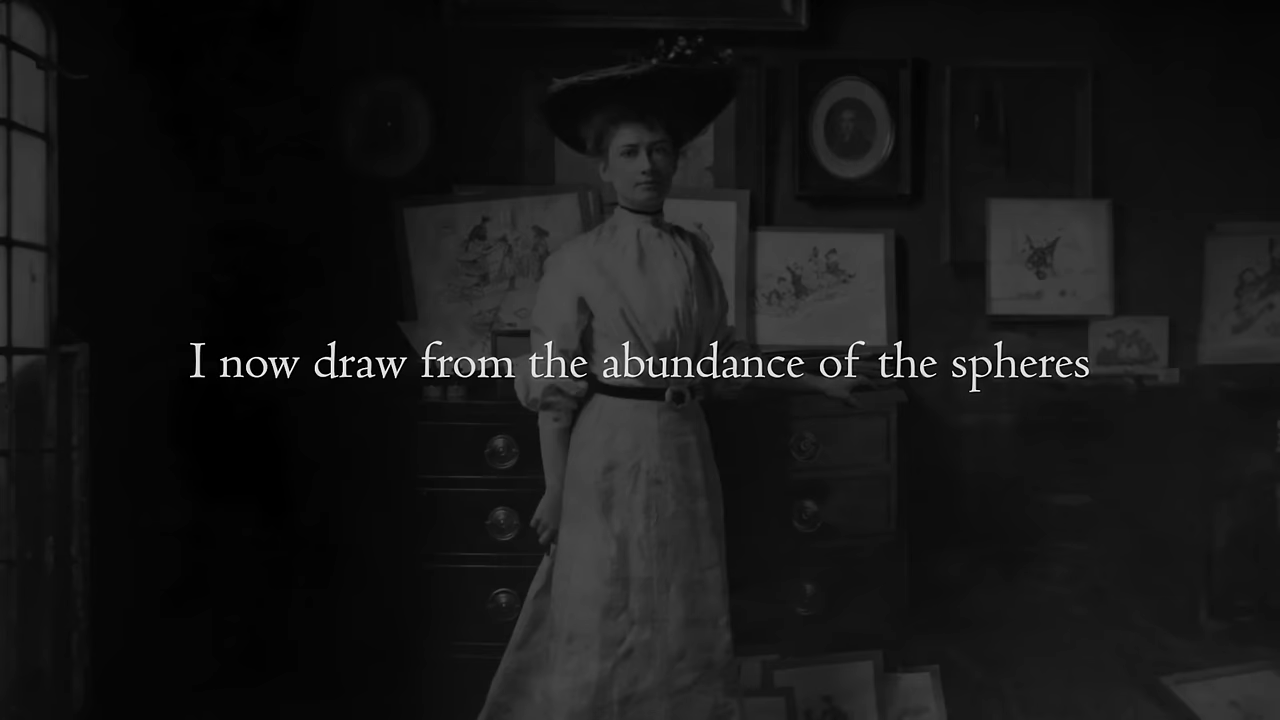 I now draw from the abundance of the spheres